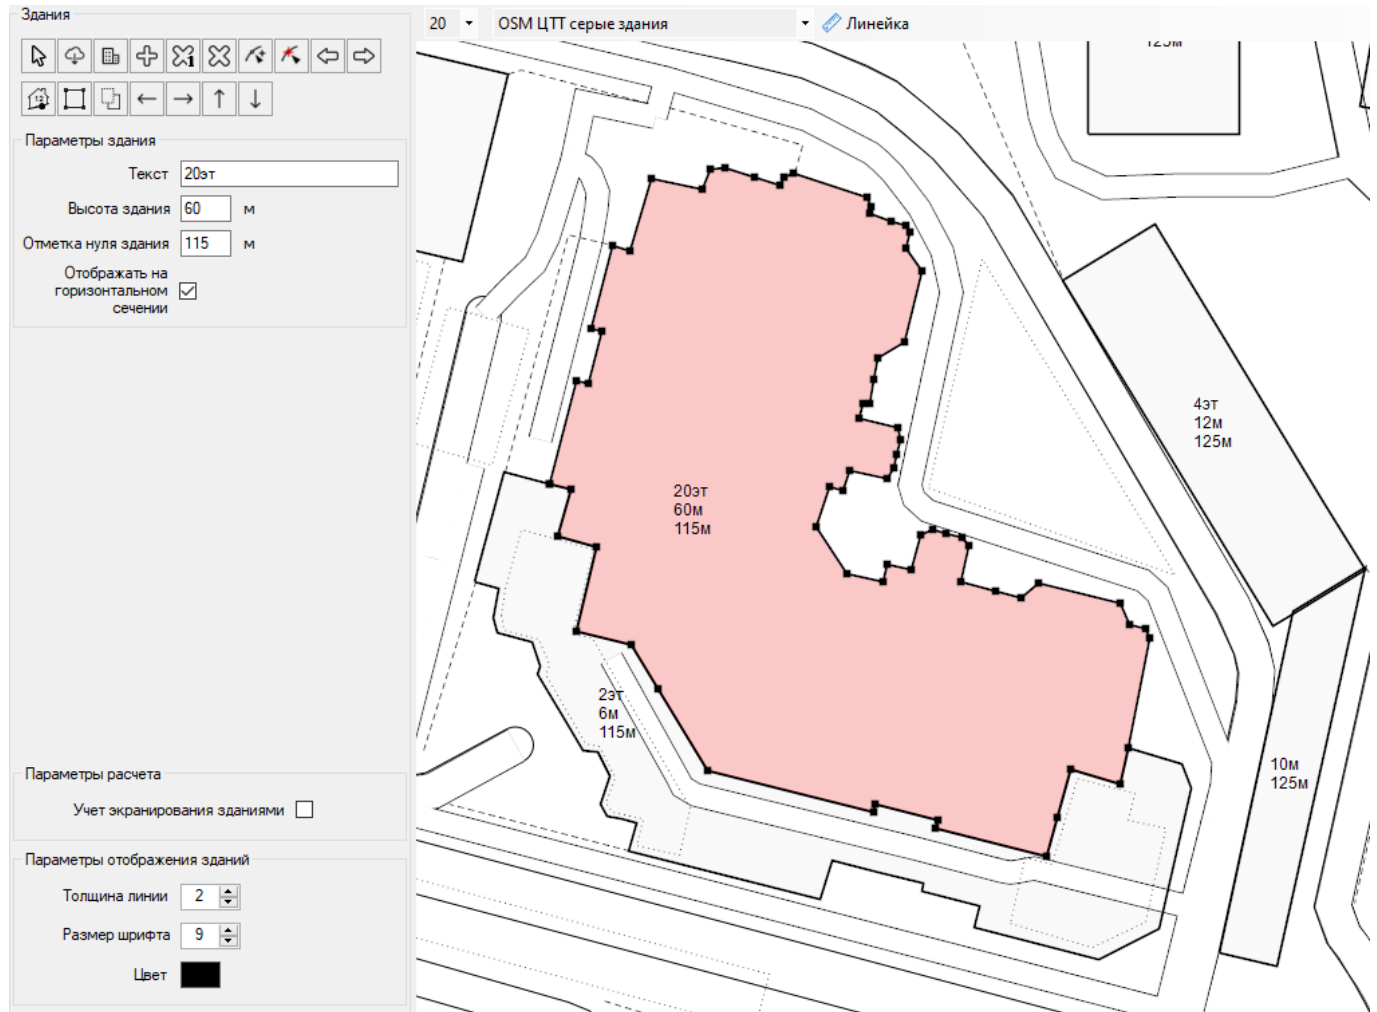 Здания
20
OSM ЦТТ серые здания
Линейка
12
Параметры здания
Текст 20эт
Высота здания 60 м
Отметка нуля здания 115 м
Отображать на
горизонтальном
сечении
Параметры расчета
Учет экранирования зданиями
Параметры отображения зданий
Толщина линии 2
Размер шрифта 9
Цвет
125м
4эт
12м
125м
20эт
60м
115м
2эт
6м
115м
10м
125м